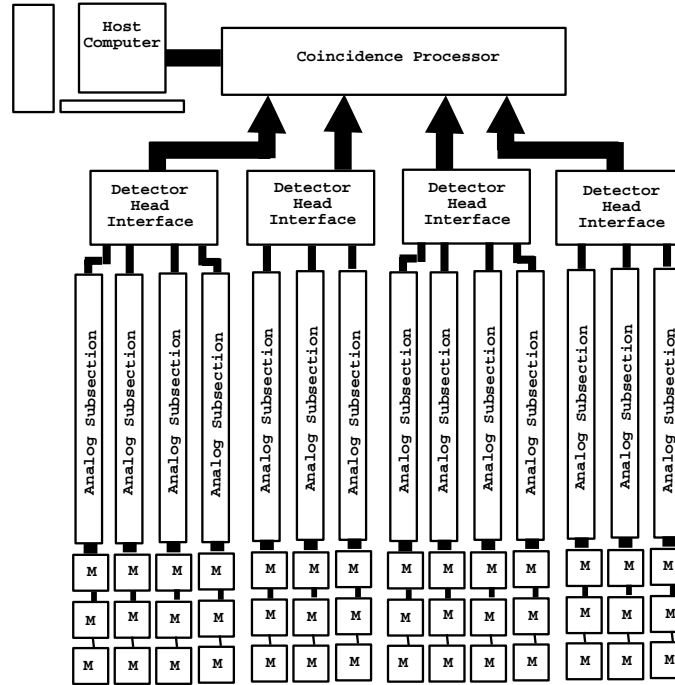 Host
Computer
Coincidence Processor
Detector
Head
Interface
Detector
Head
Interface
Detector
Head
Interface
Detector
Head
Interface
Analog Subsection
Analog Subsection
Analog Subsection
Analog Subsection
Analog Subsection
Analog Subsection
Analog Subsection
Analog Subsection
Analog Subsection
Analog Subsection
Analog Subsection
Analog Subsection
Analog Subsection
Analog Subsection
M M M M M M M M M M M M M M
M M M M M M M M M M M M M M
M M M M M M M M M M M M M M